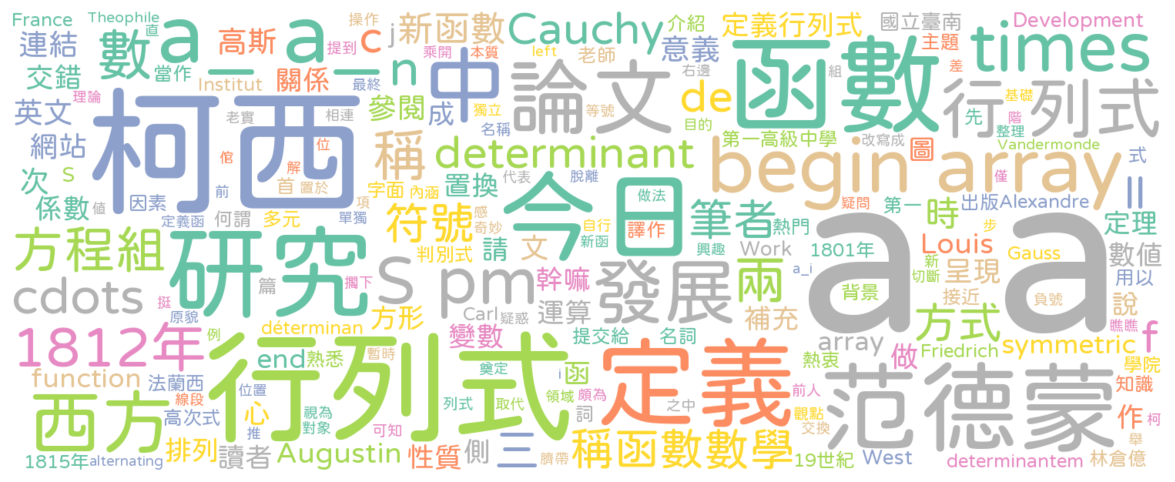 France
Theophile
直
操作
連結
數
a_
a_n
高斯
提到
c
j
新函數
Cauchy
介紹
定義行列式
國立臺南
Development
老師
乘開
本質
left
主題
times
交錯
當作
Institut
關係
中
論文
意義
右邊
組
函數
差
基礎
英文
理論
柯西
老實
相連
參閱
成
獨立
等號
de
先
階
行列式
網站
倌
解
位
稱
名稱
determinant
目的
第一高級中學
改寫成
整理
Vandermonde
begin array
圖
僅
式
次
S
首
置於
項
字面
內涵
置換
代表
脫離
做法
係數
值
因素
前
今日
疑問
第一
時
出版
Alexandre
||
定義函
何謂
多元
單獨
符號
感
奇妙
自行
新函
譯作
筆者
熱門
判別式
請
文
興趣
Work
1801年
步
定理
方程組
研究
S pm
發展
幹嘛
兩
a_i
新
切斷
Louis
Gauss
數值
背景
接近
呈現
負號
用以
cdots
挺
擱下
篇
Carl
疑惑
運算
補充
方式
說
瞧瞧
a
a
1812年
原貌
例
déterminan
方形
變數
提交給
名詞
array
熱衷
做
Friedrich
symmetric
f
學院
function
法蘭西
線段
end
熟悉
暫時
奠定
i
函
領域
頗為
前人
知識
西方
高次式
位置
行列式
視為
對象
心
推
列式
取代
之中
詞
定義
觀點
交換
范德蒙
作
柯
舉
1815年
alternating
排列
讀者
可知
Augustin
性質
側
三
臍帶
稱函數
數學
19世紀
West
determinantem
林倉億